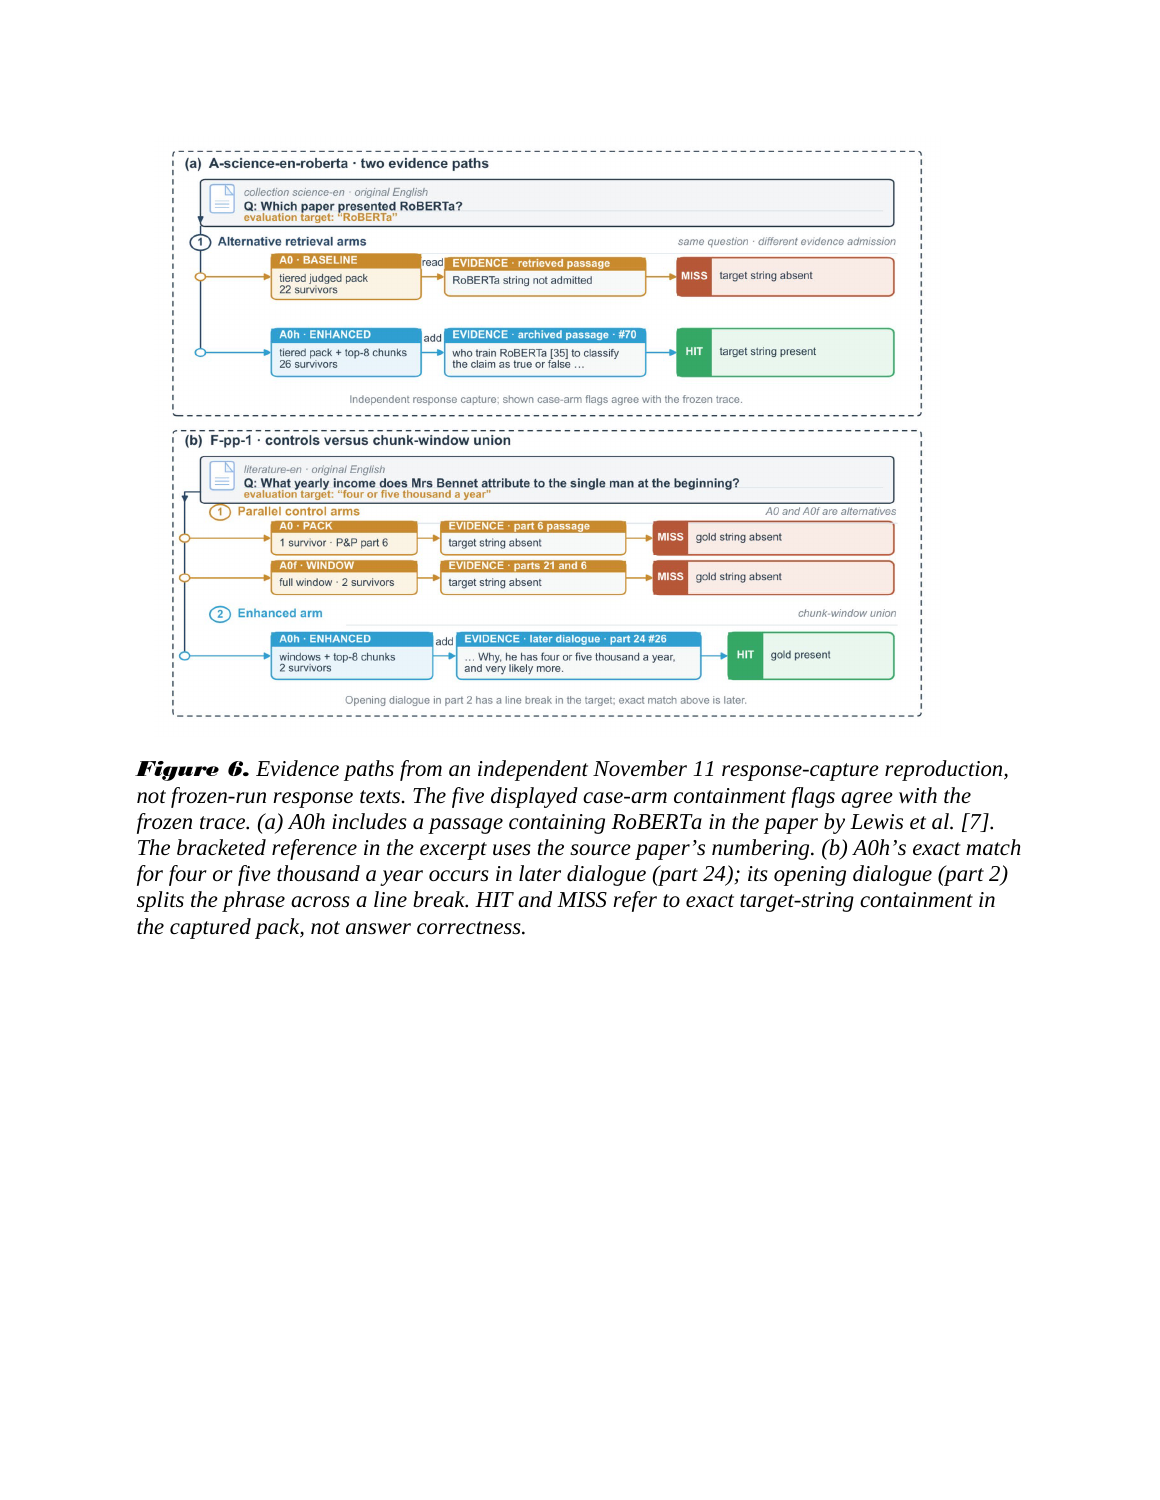 (a) A-science-en-roberta · two evidence paths
collection science-en · original English
Q: Which paper presented RoBERTa?
evaluation target: "RoBERTa"
1 Alternative retrieval arms
same question · different evidence admission
A0 · BASELINE
tiered judged pack
22 survivors
read
EVIDENCE · retrieved passage
RoBERTa string not admitted
MISS target string absent
A0h · ENHANCED
tiered pack + top-8 chunks
26 survivors
add
EVIDENCE · archived passage · #70
who train RoBERTa [35] to classify
the claim as true or false ...
HIT target string present
Independent response capture; shown case-arm flags agree with the frozen trace.
(b) F-pp-1 · controls versus chunk-window union
literature-en · original English
Q: What yearly income does Mrs Bennet attribute to the single man at the beginning?
evaluation target: "four or five thousand a year"
1 Parallel control arms
A0 and A0f are alternatives
A0 · PACK
1 survivor · P&P part 6
EVIDENCE · part 6 passage
target string absent
MISS gold string absent
A0f · WINDOW
full window · 2 survivors
EVIDENCE · parts 21 and 6
target string absent
MISS gold string absent
2 Enhanced arm
chunk-window union
A0h · ENHANCED
windows + top-8 chunks
2 survivors
add
EVIDENCE · later dialogue · part 24 #26
... Why, he has four or five thousand a year,
and very likely more.
HIT gold present
Opening dialogue in part 2 has a line break in the target; exact match above is later.
Figure 6. Evidence paths from an independent November 11 response-capture reproduction,
not frozen-run response texts. The five displayed case-arm containment flags agree with the
frozen trace. (a) A0h includes a passage containing RoBERTa in the paper by Lewis et al. [7].
The bracketed reference in the excerpt uses the source paper's numbering. (b) A0h's exact match
for four or five thousand a year occurs in later dialogue (part 24); its opening dialogue (part 2)
splits the phrase across a line break. HIT and MISS refer to exact target-string containment in
the captured pack, not answer correctness.